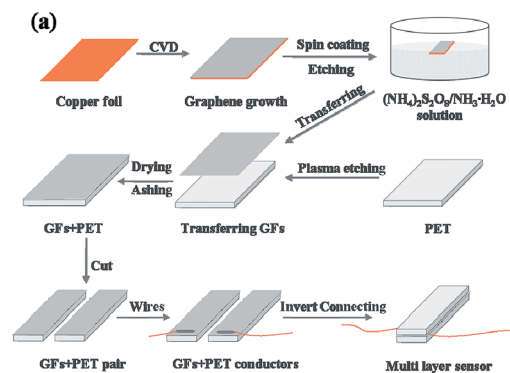 (a)
CVD
Spin coating
Etching
Copper foil
Graphene growth
(NH₄)₂S₂O₈/NH₃·H₂O
solution
Transferring
Drying
Ashing
Plasma etching
GFs+PET
Transferring GFs
PET
Cut
Wires
Invert Connecting
GFs+PET pair
GFs+PET conductors
Multi layer sensor